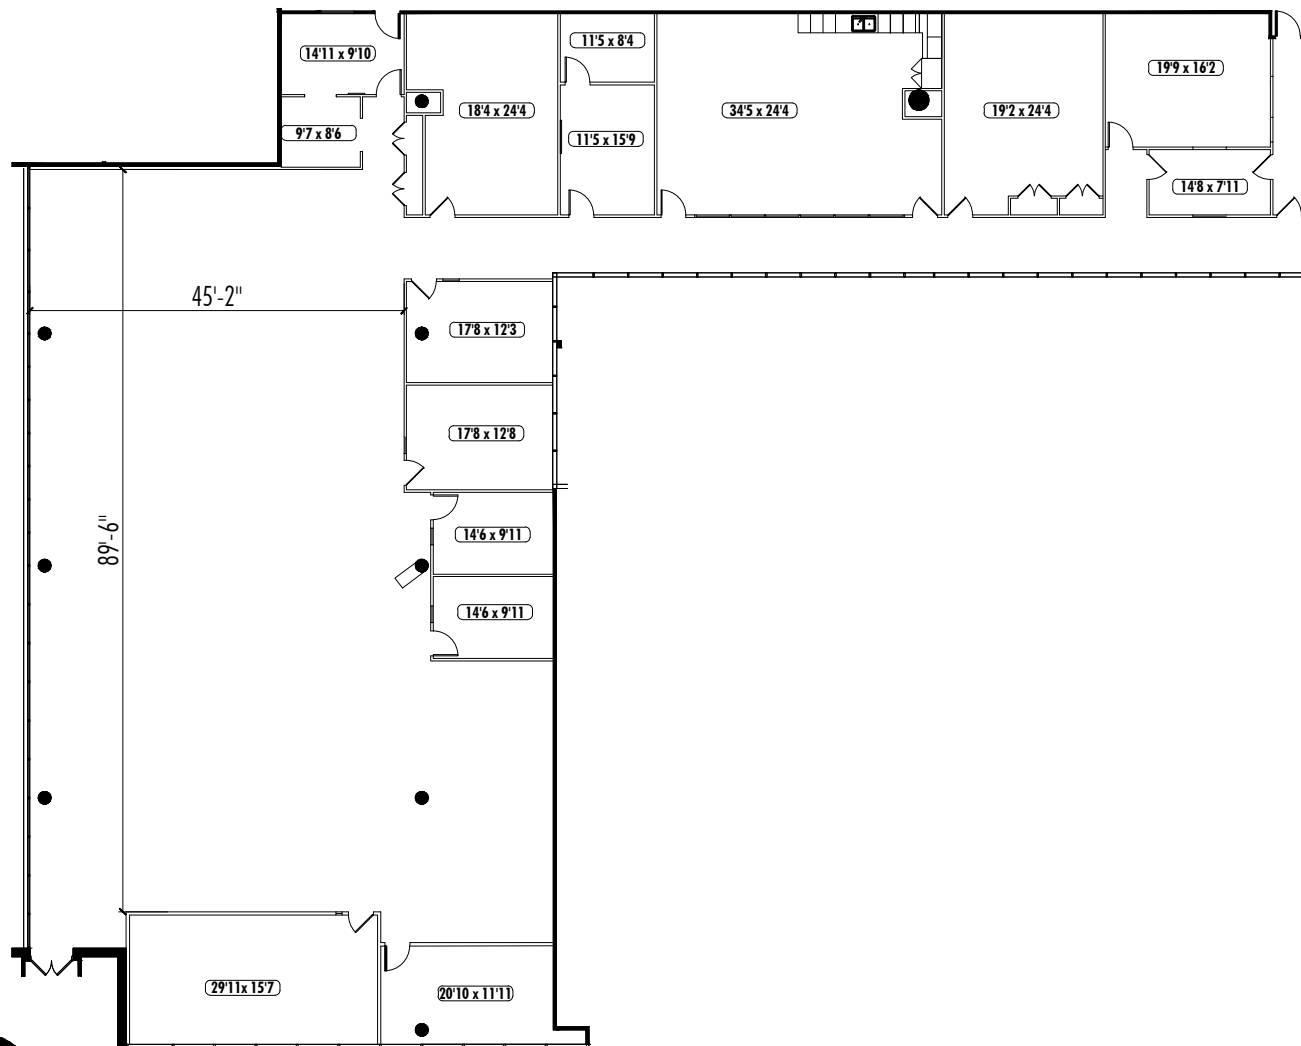 14'11 x 9'10
11'5 x 8'4
19'9 x 16'2
18'4 x 24'4
34'5 x 24'4
19'2 x 24'4
9'7 x 8'6
11'5 x 15'9
14'8 x 7'11
45'-2"
17'8 x 12'3
17'8 x 12'8
89'-6"
14'6 x 9'11
14'6 x 9'11
29'11x 15'7
20'10 x 11'11